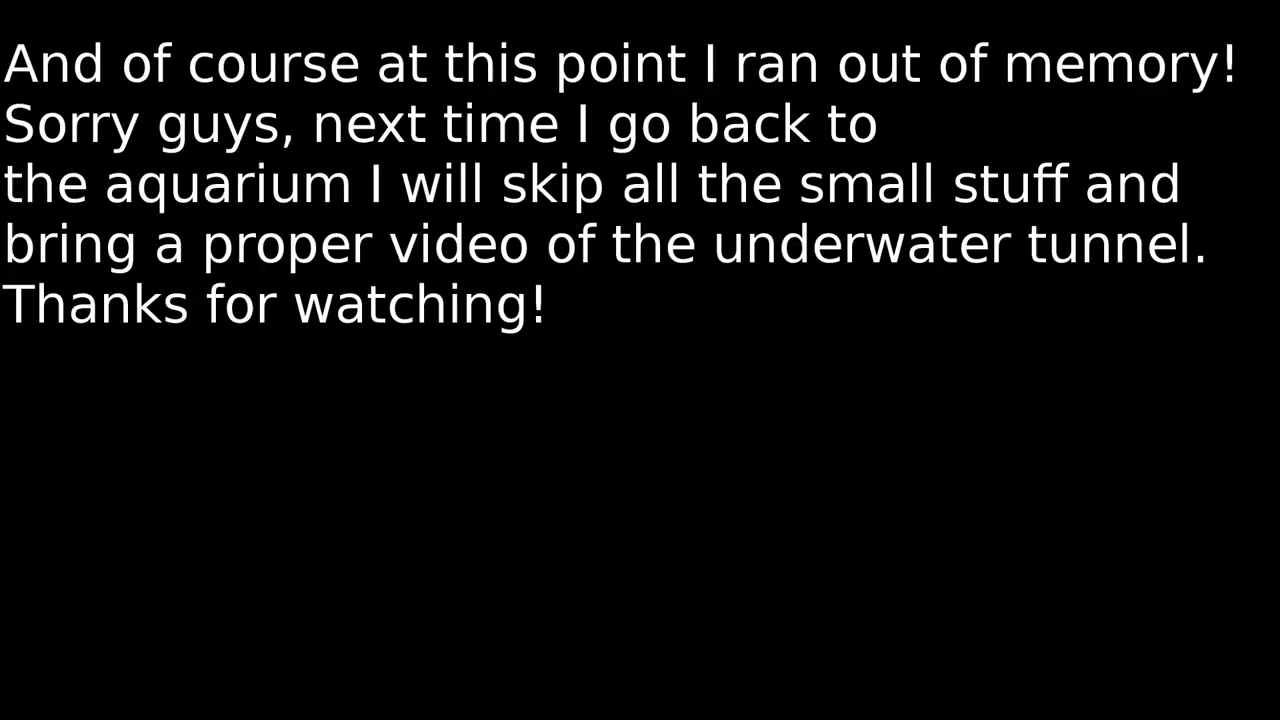 And of course at this point I ran out of memory!
Sorry guys, next time I go back to
the aquarium I will skip all the small stuff and
bring a proper video of the underwater tunnel.
Thanks for watching!